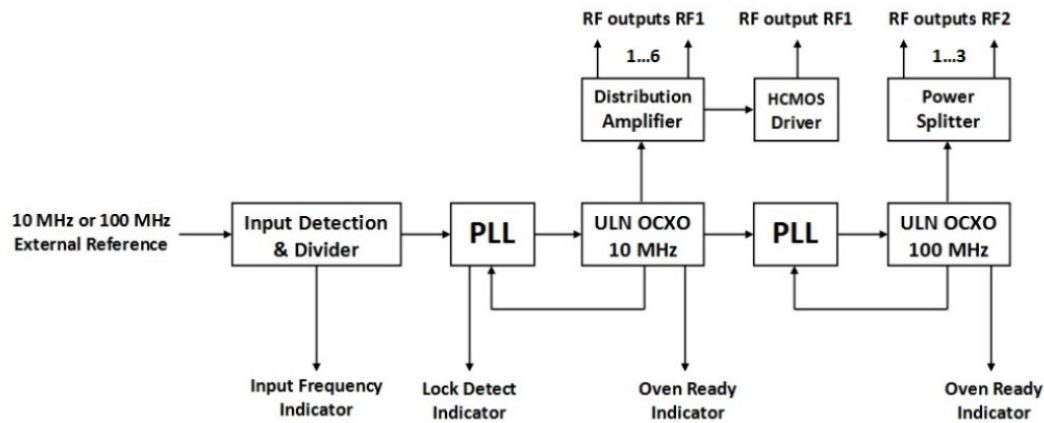 RF outputs RF1
RF output RF1
RF outputs RF2
1...6
1...3
Distribution
Amplifier
HCMOS
Driver
Power
Splitter
10 MHz or 100 MHz
External Reference
Input Detection
& Divider
PLL
ULN OCXO
10 MHz
PLL
ULN OCXO
100 MHz
Input Frequency
Indicator
Lock Detect
Indicator
Oven Ready
Indicator
Oven Ready
Indicator